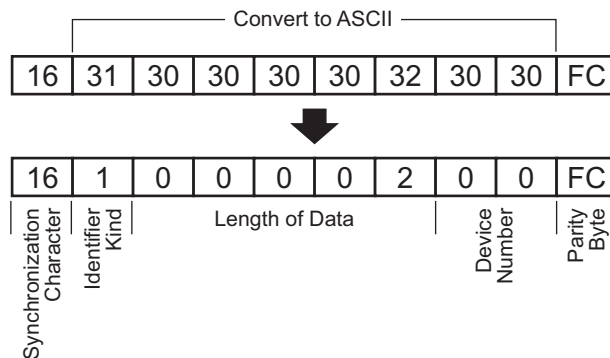 Convert to ASCII
16 31 30 30 30 30 32 30 30 FC
16 1 0 0 0 0 2 0 0 FC
Synchronization
Character
Identifier
Kind
Length of Data
Device
Number
Parity
Byte